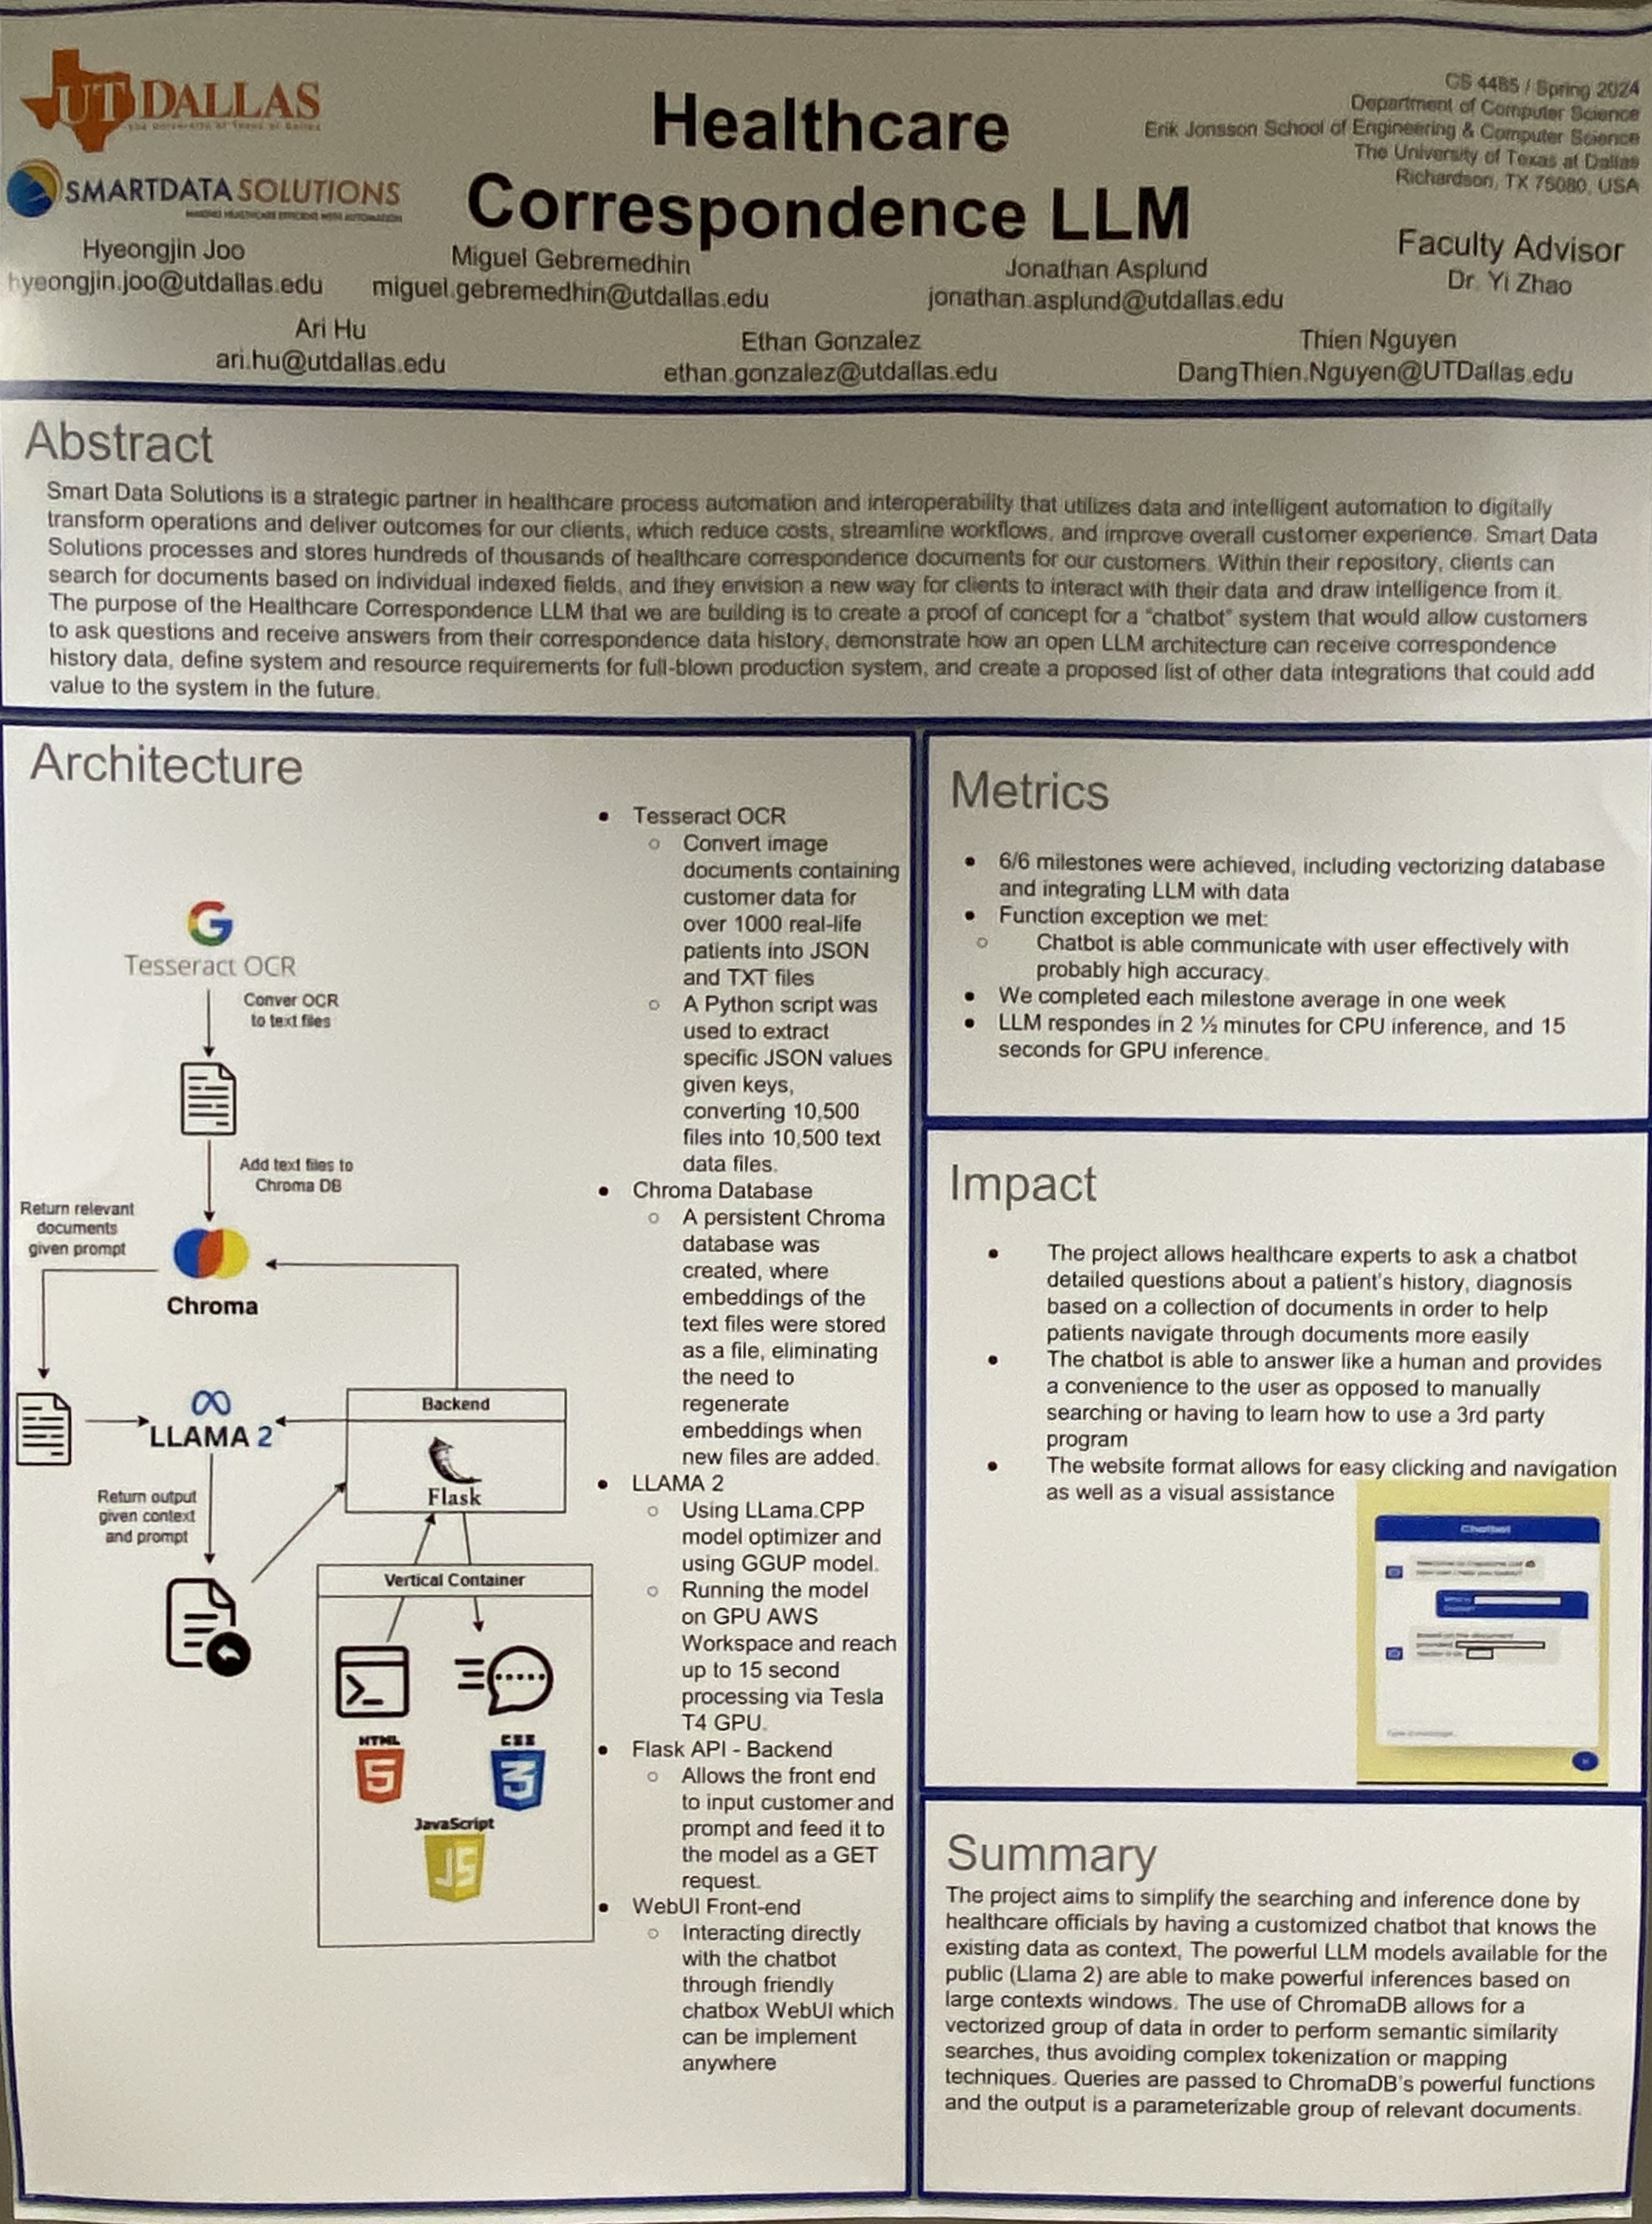 UT DALLAS
SMARTDATA SOLUTIONS
Healthcare
Correspondence LLM
CS 4485 / Spring 2024
Department of Computer Science
Erik Jonsson School of Engineering & Computer Science
The University of Texas at Dallas
Richardson, TX 75080, USA
Hyeongjin Joo
hyeongjin.joo@utdallas.edu
Miguel Gebremedhin
miguel.gebremedhin@utdallas.edu
Jonathan Asplund
jonathan.asplund@utdallas.edu
Faculty Advisor
Dr. Yi Zhao
Ari Hu
ari.hu@utdallas.edu
Ethan Gonzalez
ethan.gonzalez@utdallas.edu
Thien Nguyen
DangThien.Nguyen@UTDallas.edu
Abstract
Smart Data Solutions is a strategic partner in healthcare process automation and interoperability that utilizes data and intelligent automation to digitally
transform operations and deliver outcomes for our clients, which reduce costs, streamline workflows, and improve overall customer experience. Smart Data
Solutions processes and stores hundreds of thousands of healthcare correspondence documents for our customers. Within their repository, clients can
search for documents based on individual indexed fields, and they envision a new way for clients to interact with their data and draw intelligence from it.
The purpose of the Healthcare Correspondence LLM that we are building is to create a proof of concept for a "chatbot" system that would allow customers
to ask questions and receive answers from their correspondence data history, demonstrate how an open LLM architecture can receive correspondence
history data, define system and resource requirements for full-blown production system, and create a proposed list of other data integrations that could add
value to the system in the future.
Architecture
Tesseract OCR
Conver OCR
to text files
Add text files to
Chroma DB
Return relevant
documents
given prompt
Chroma
LLAMA 2
Backend
Flask
Return output
given context
and prompt
Vertical Container
HTML
5
CSS
3
JavaScript
JS
• Tesseract OCR
○ Convert image
documents containing
customer data for
over 1000 real-life
patients into JSON
and TXT files
○ A Python script was
used to extract
specific JSON values
given keys,
converting 10,500
files into 10,500 text
data files.
• Chroma Database
○ A persistent Chroma
database was
created, where
embeddings of the
text files were stored
as a file, eliminating
the need to
regenerate
embeddings when
new files are added.
• LLAMA 2
○ Using LLama.CPP
model optimizer and
using GGUP model.
○ Running the model
on GPU AWS
Workspace and reach
up to 15 second
processing via Tesla
T4 GPU.
• Flask API - Backend
○ Allows the front end
to input customer and
prompt and feed it to
the model as a GET
request.
• WebUI Front-end
○ Interacting directly
with the chatbot
through friendly
chatbox WebUI which
can be implement
anywhere
Metrics
• 6/6 milestones were achieved, including vectorizing database
and integrating LLM with data
• Function exception we met:
○ Chatbot is able communicate with user effectively with
probably high accuracy.
• We completed each milestone average in one week
• LLM respondes in 2 ½ minutes for CPU inference, and 15
seconds for GPU inference.
Impact
• The project allows healthcare experts to ask a chatbot
detailed questions about a patient's history, diagnosis
based on a collection of documents in order to help
patients navigate through documents more easily
• The chatbot is able to answer like a human and provides
a convenience to the user as opposed to manually
searching or having to learn how to use a 3rd party
program
• The website format allows for easy clicking and navigation
as well as a visual assistance
Chatbot
Summary
The project aims to simplify the searching and inference done by
healthcare officials by having a customized chatbot that knows the
existing data as context, The powerful LLM models available for the
public (Llama 2) are able to make powerful inferences based on
large contexts windows. The use of ChromaDB allows for a
vectorized group of data in order to perform semantic similarity
searches, thus avoiding complex tokenization or mapping
techniques. Queries are passed to ChromaDB's powerful functions
and the output is a parameterizable group of relevant documents.